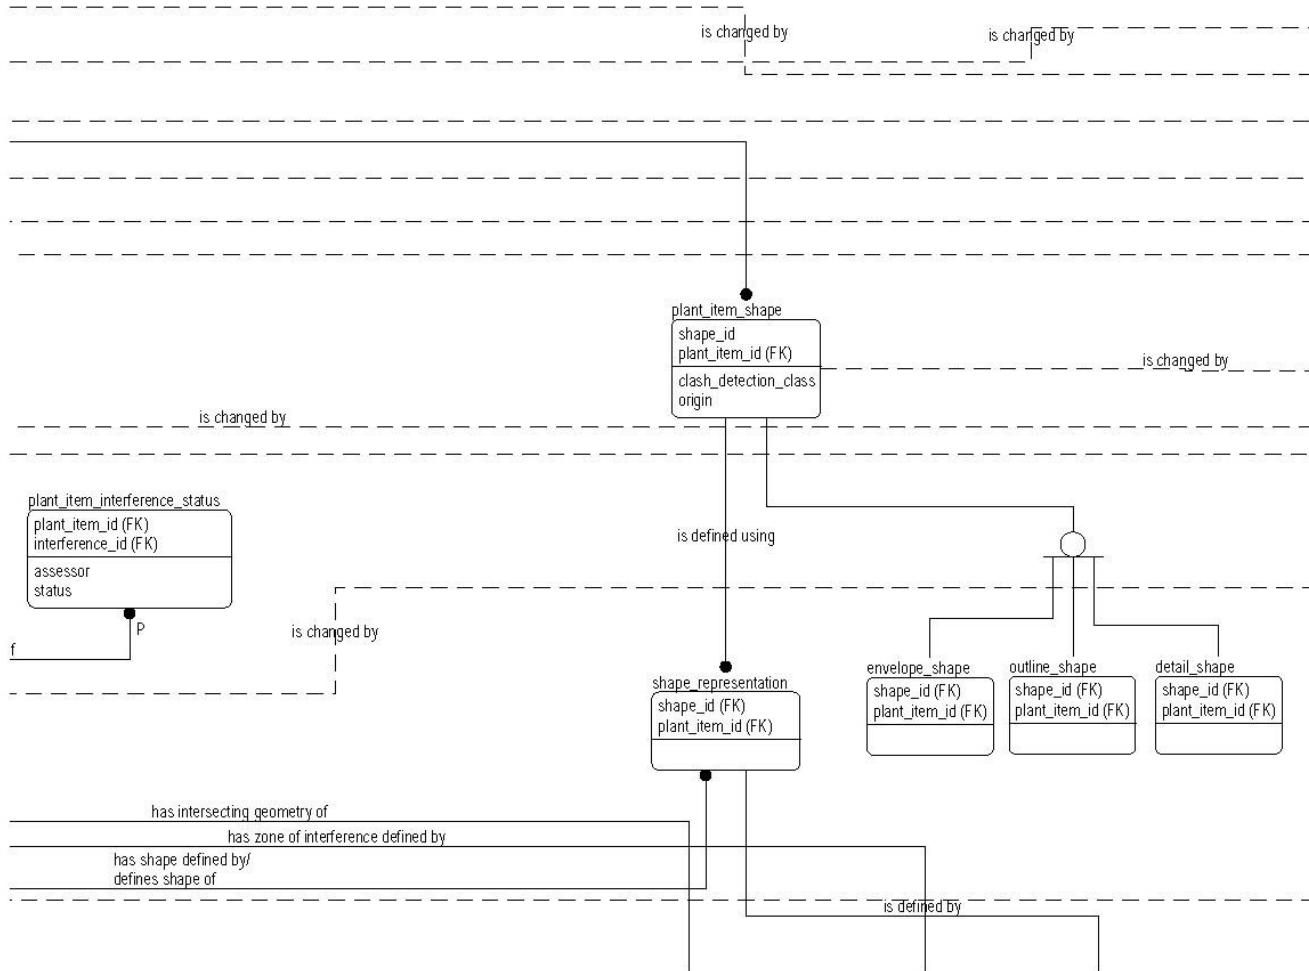 is changed by
is changed by
plant_item_shape
shape_id
plant_item_id (FK)
clash_detection_class
origin
is changed by
is changed by
plant_item_interference_status
plant_item_id (FK)
interference_id (FK)
assessor
status
P
f
is defined using
is changed by
shape_representation
shape_id (FK)
plant_item_id (FK)
envelope_shape
shape_id (FK)
plant_item_id (FK)
outline_shape
shape_id (FK)
plant_item_id (FK)
detail_shape
shape_id (FK)
plant_item_id (FK)
has intersecting geometry of
has zone of interference defined by
has shape defined by/
defines shape of
is defined by